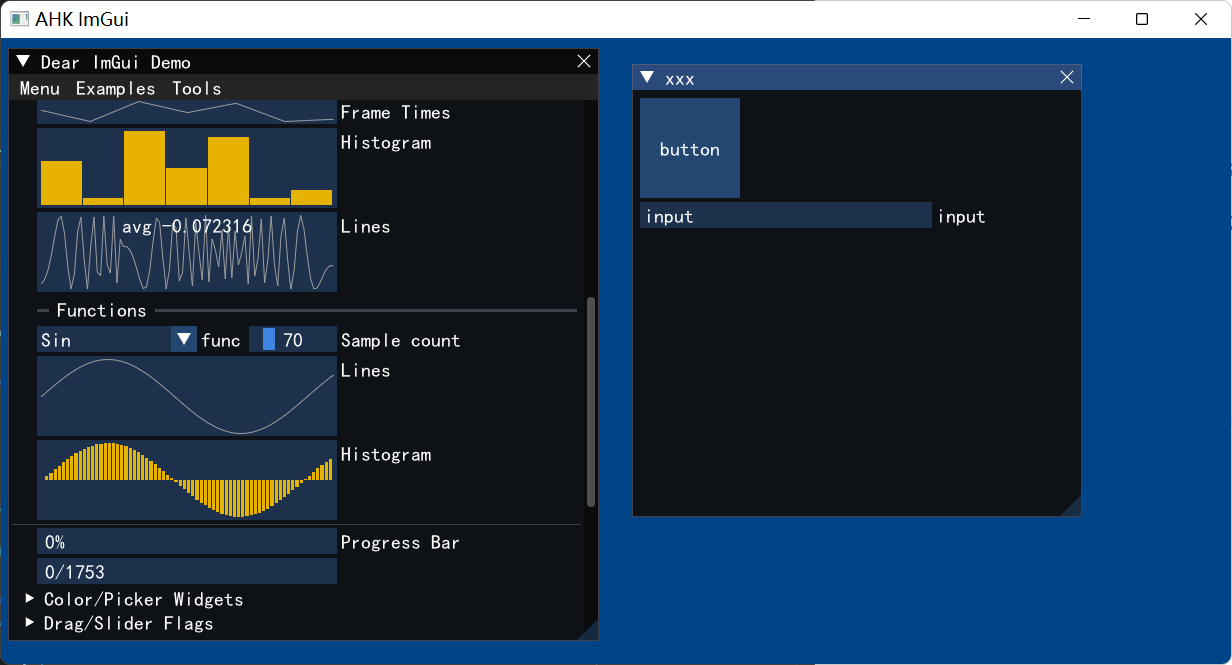 AHK ImGui
Dear ImGui Demo
Menu Examples Tools
Frame Times
Histogram
avg -0.072316 Lines
Functions
Sin func 70 Sample count
Lines
Histogram
0% Progress Bar
0/1753
Color/Picker Widgets
Drag/Slider Flags
xxx
button
input input